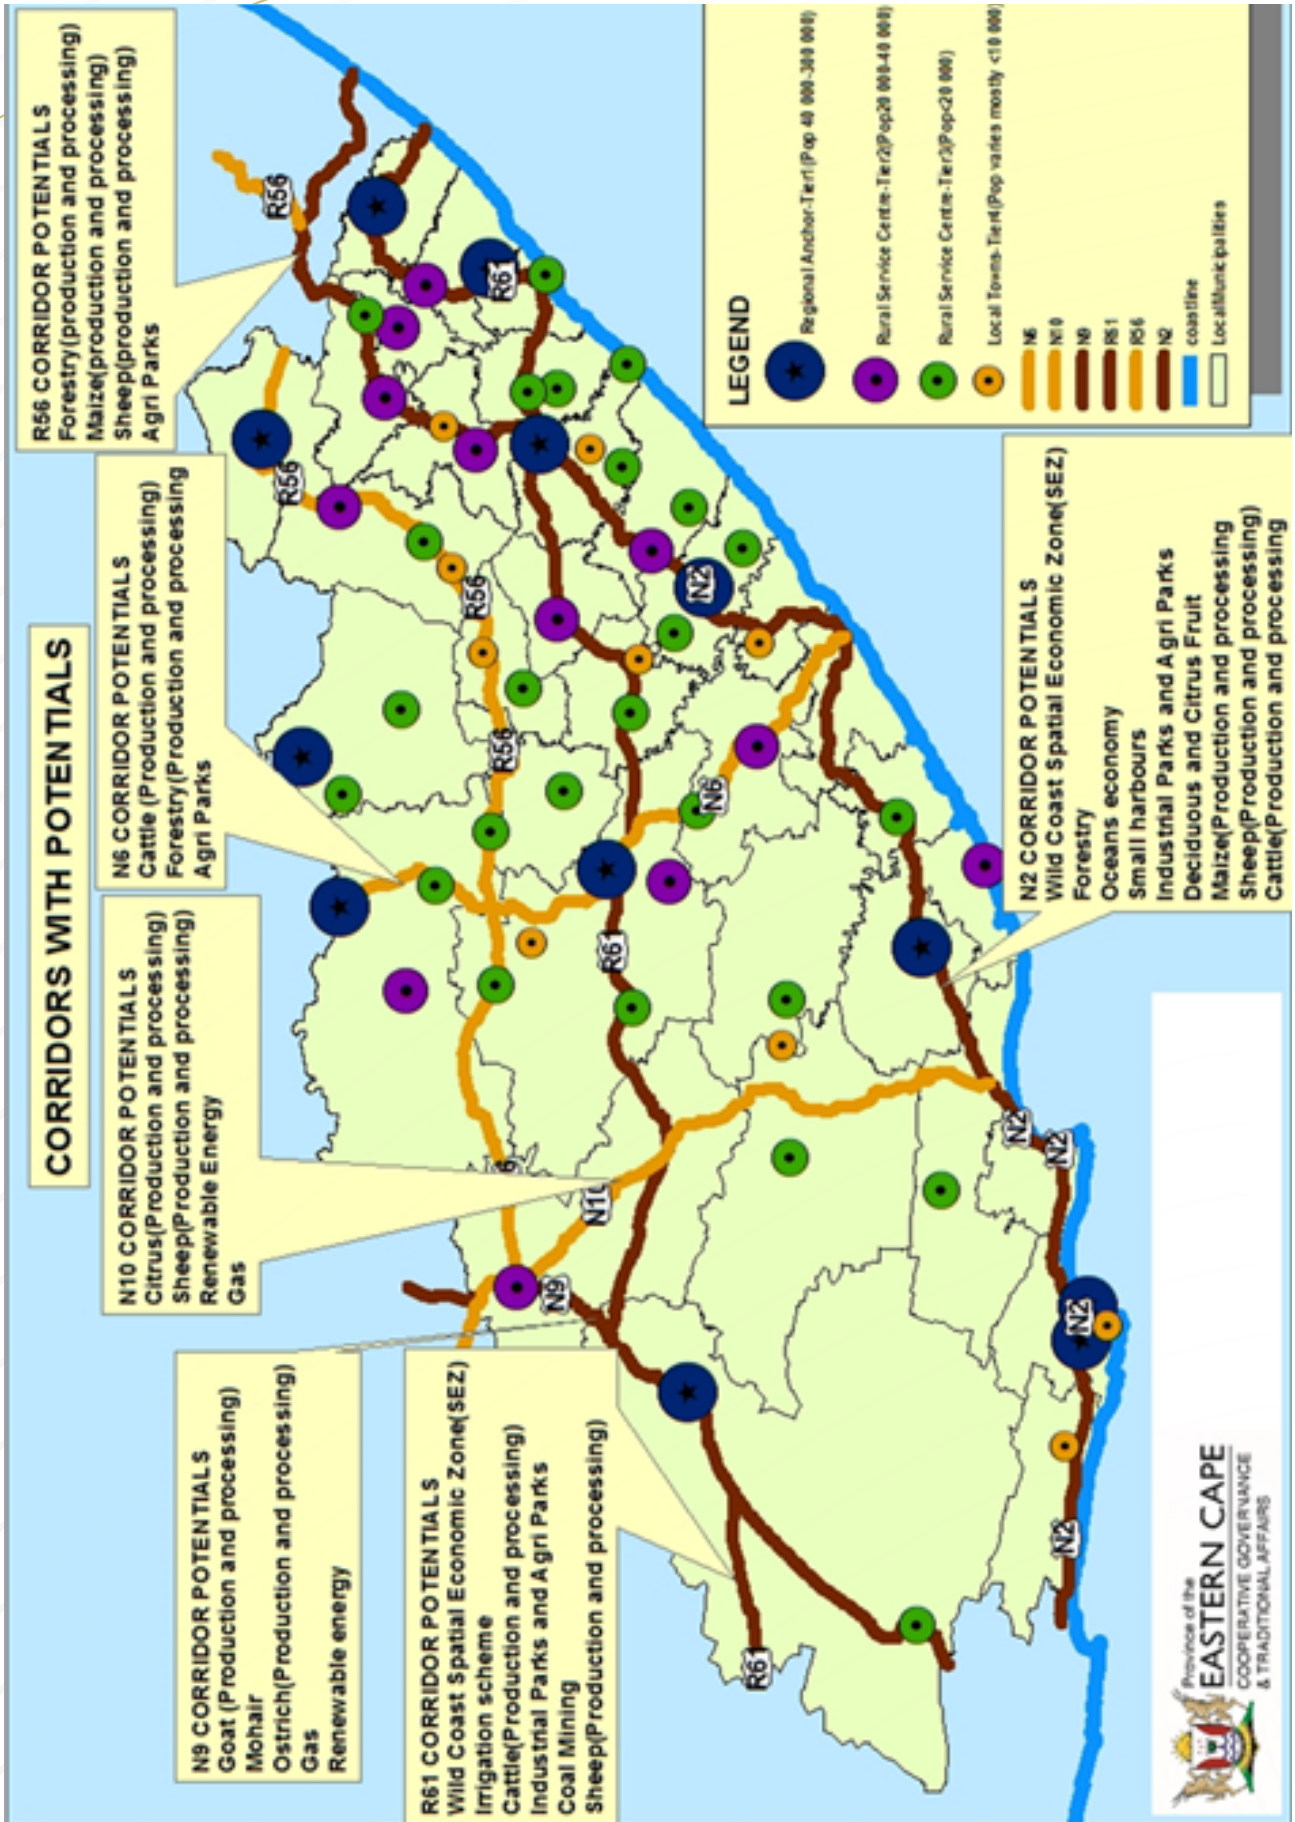 CORRIDORS WITH POTENTIALS
R56 CORRIDOR POTENTIALS
Forestry(production and processing)
Maize(production and processing)
Sheep(production and processing)
Agri Parks
N6 CORRIDOR POTENTIALS
Cattle (Production and processing)
Forestry(Production and processing
Agri Parks
N10 CORRIDOR POTENTIALS
Citrus(Production and processing)
Sheep(Production and processing)
Renewable Energy
Gas
N9 CORRIDOR POTENTIALS
Goat (Production and processing)
Mohair
Ostrich(Production and processing)
Gas
Renewable energy
R61 CORRIDOR POTENTIALS
Wild Coast Spatial Economic Zone(SEZ)
Irrigation scheme
Cattle(Production and processing)
Industrial Parks and Agri Parks
Coal Mining
Sheep(Production and processing)
N2 CORRIDOR POTENTIALS
Wild Coast Spatial Economic Zone(SEZ)
Forestry
Oceans economy
Small harbours
Industrial Parks and Agri Parks
Deciduous and Citrus Fruit
Maize(Production and processing
Sheep(Production and processing)
Cattle(Production and processing
R56
R56
R56
R56
6
N10
N9
R61
R61
R61
N6
N2
N2
N2
N2
N2
LEGEND
Regional Anchor-Tier1(Pop 40 000-300 000)
Rural Service Centre-Tier2(Pop20 000-40 000)
Rural Service Centre-Tier3(Pop<20 000)
Local Towns-Tier4(Pop varies mostly <10 000)
N6
N10
N9
R61
R56
N2
coastline
LocalMunicipalities
Province of the
EASTERN CAPE
COOPERATIVE GOVERNANCE
& TRADITIONAL AFFAIRS